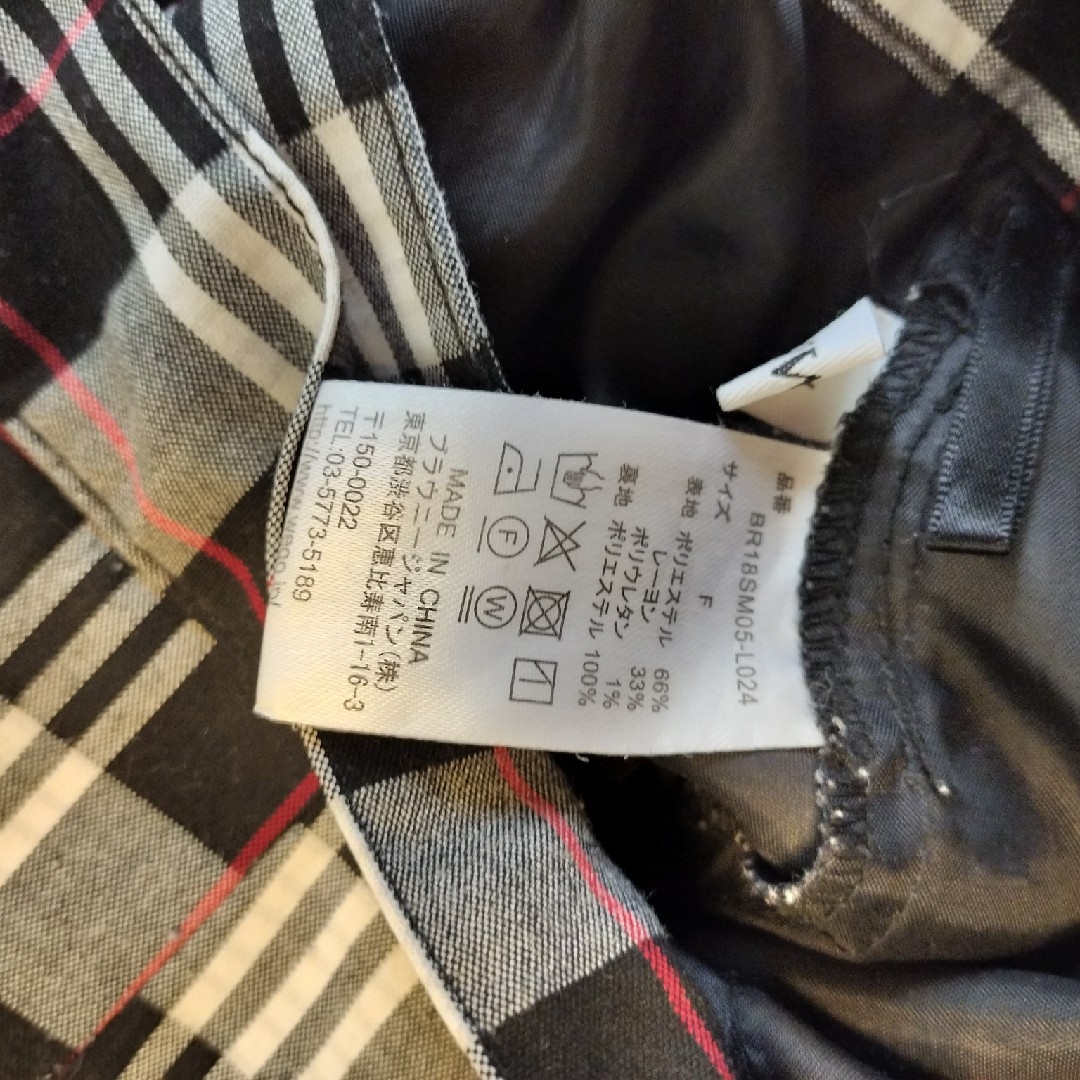 品番 BR18SM05-L024
サイズ F
表地 ポリエステル 66%
レーヨン 33%
ポリウレタン 1%
裏地 ポリエステル 100%
F
W
MADE IN CHINA
ブラウニージャパン(株)
東京都渋谷区恵比寿南1-16-3
〒150-0022
TEL:03-5773-5189